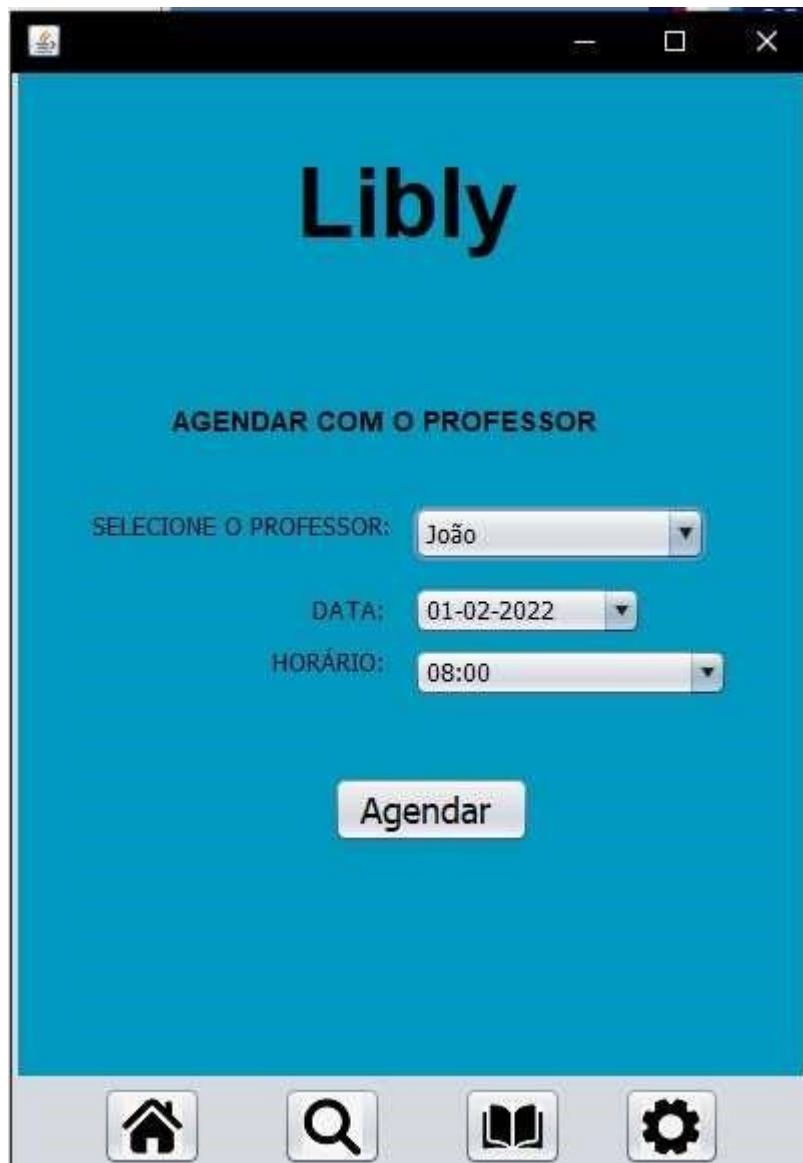 Libly
AGENDAR COM O PROFESSOR
SELECIONE O PROFESSOR: João
DATA: 01-02-2022
HORÁRIO: 08:00
Agendar